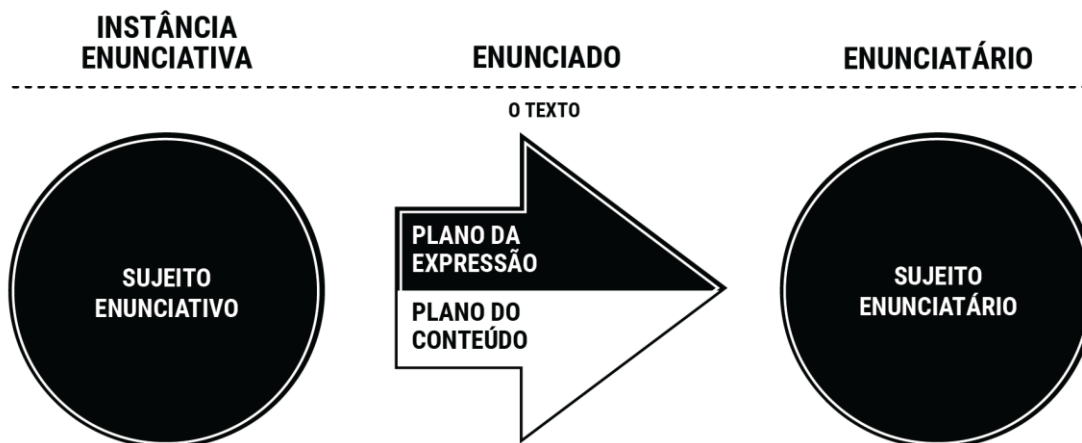 INSTÂNCIA
ENUNCIATIVA
ENUNCIADO
ENUNCIATÁRIO
O TEXTO
SUJEITO
ENUNCIATIVO
PLANO DA
EXPRESSÃO
PLANO DO
CONTEÚDO
SUJEITO
ENUNCIATÁRIO